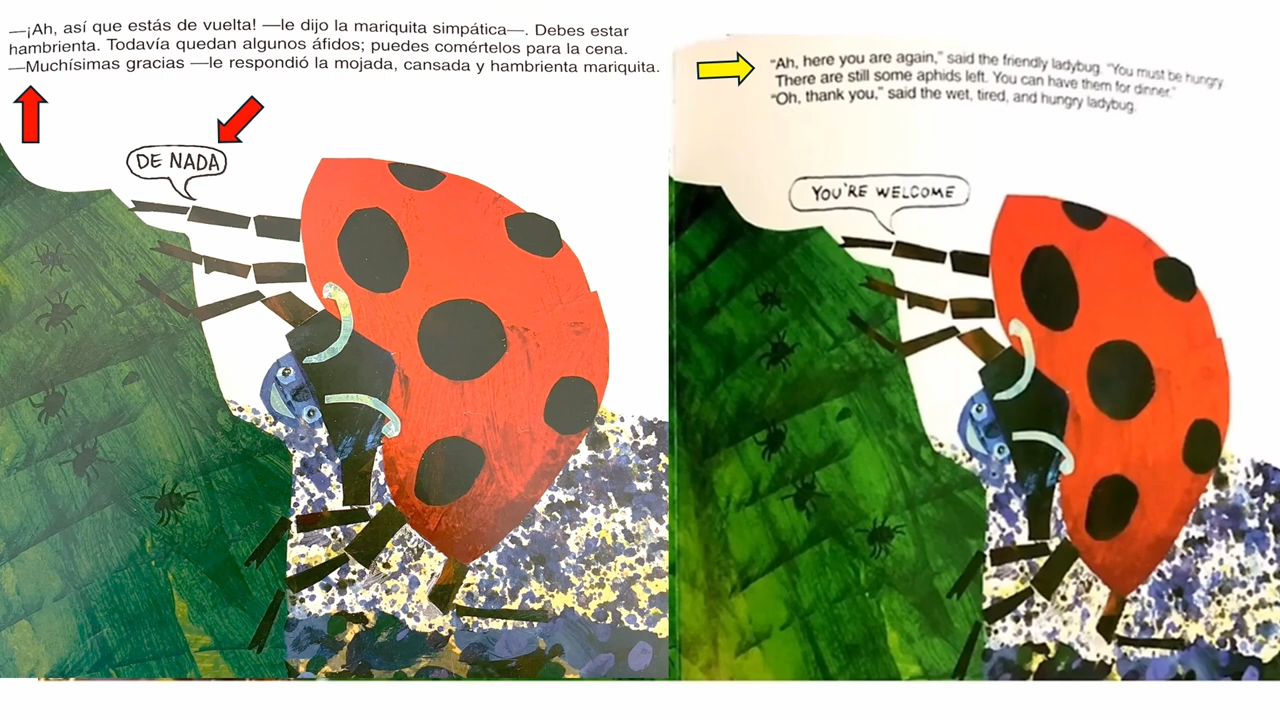 —¡Ah, así que estás de vuelta! —le dijo la mariquita simpática—. Debes estar
hambrienta. Todavía quedan algunos áfidos; puedes comértelos para la cena.
—Muchísimas gracias —le respondió la mojada, cansada y hambrienta mariquita.
DE NADA
"Ah, here you are again," said the friendly ladybug. "You must be hungry.
There are still some aphids left. You can have them for dinner."
"Oh, thank you," said the wet, tired, and hungry ladybug.
YOU'RE WELCOME